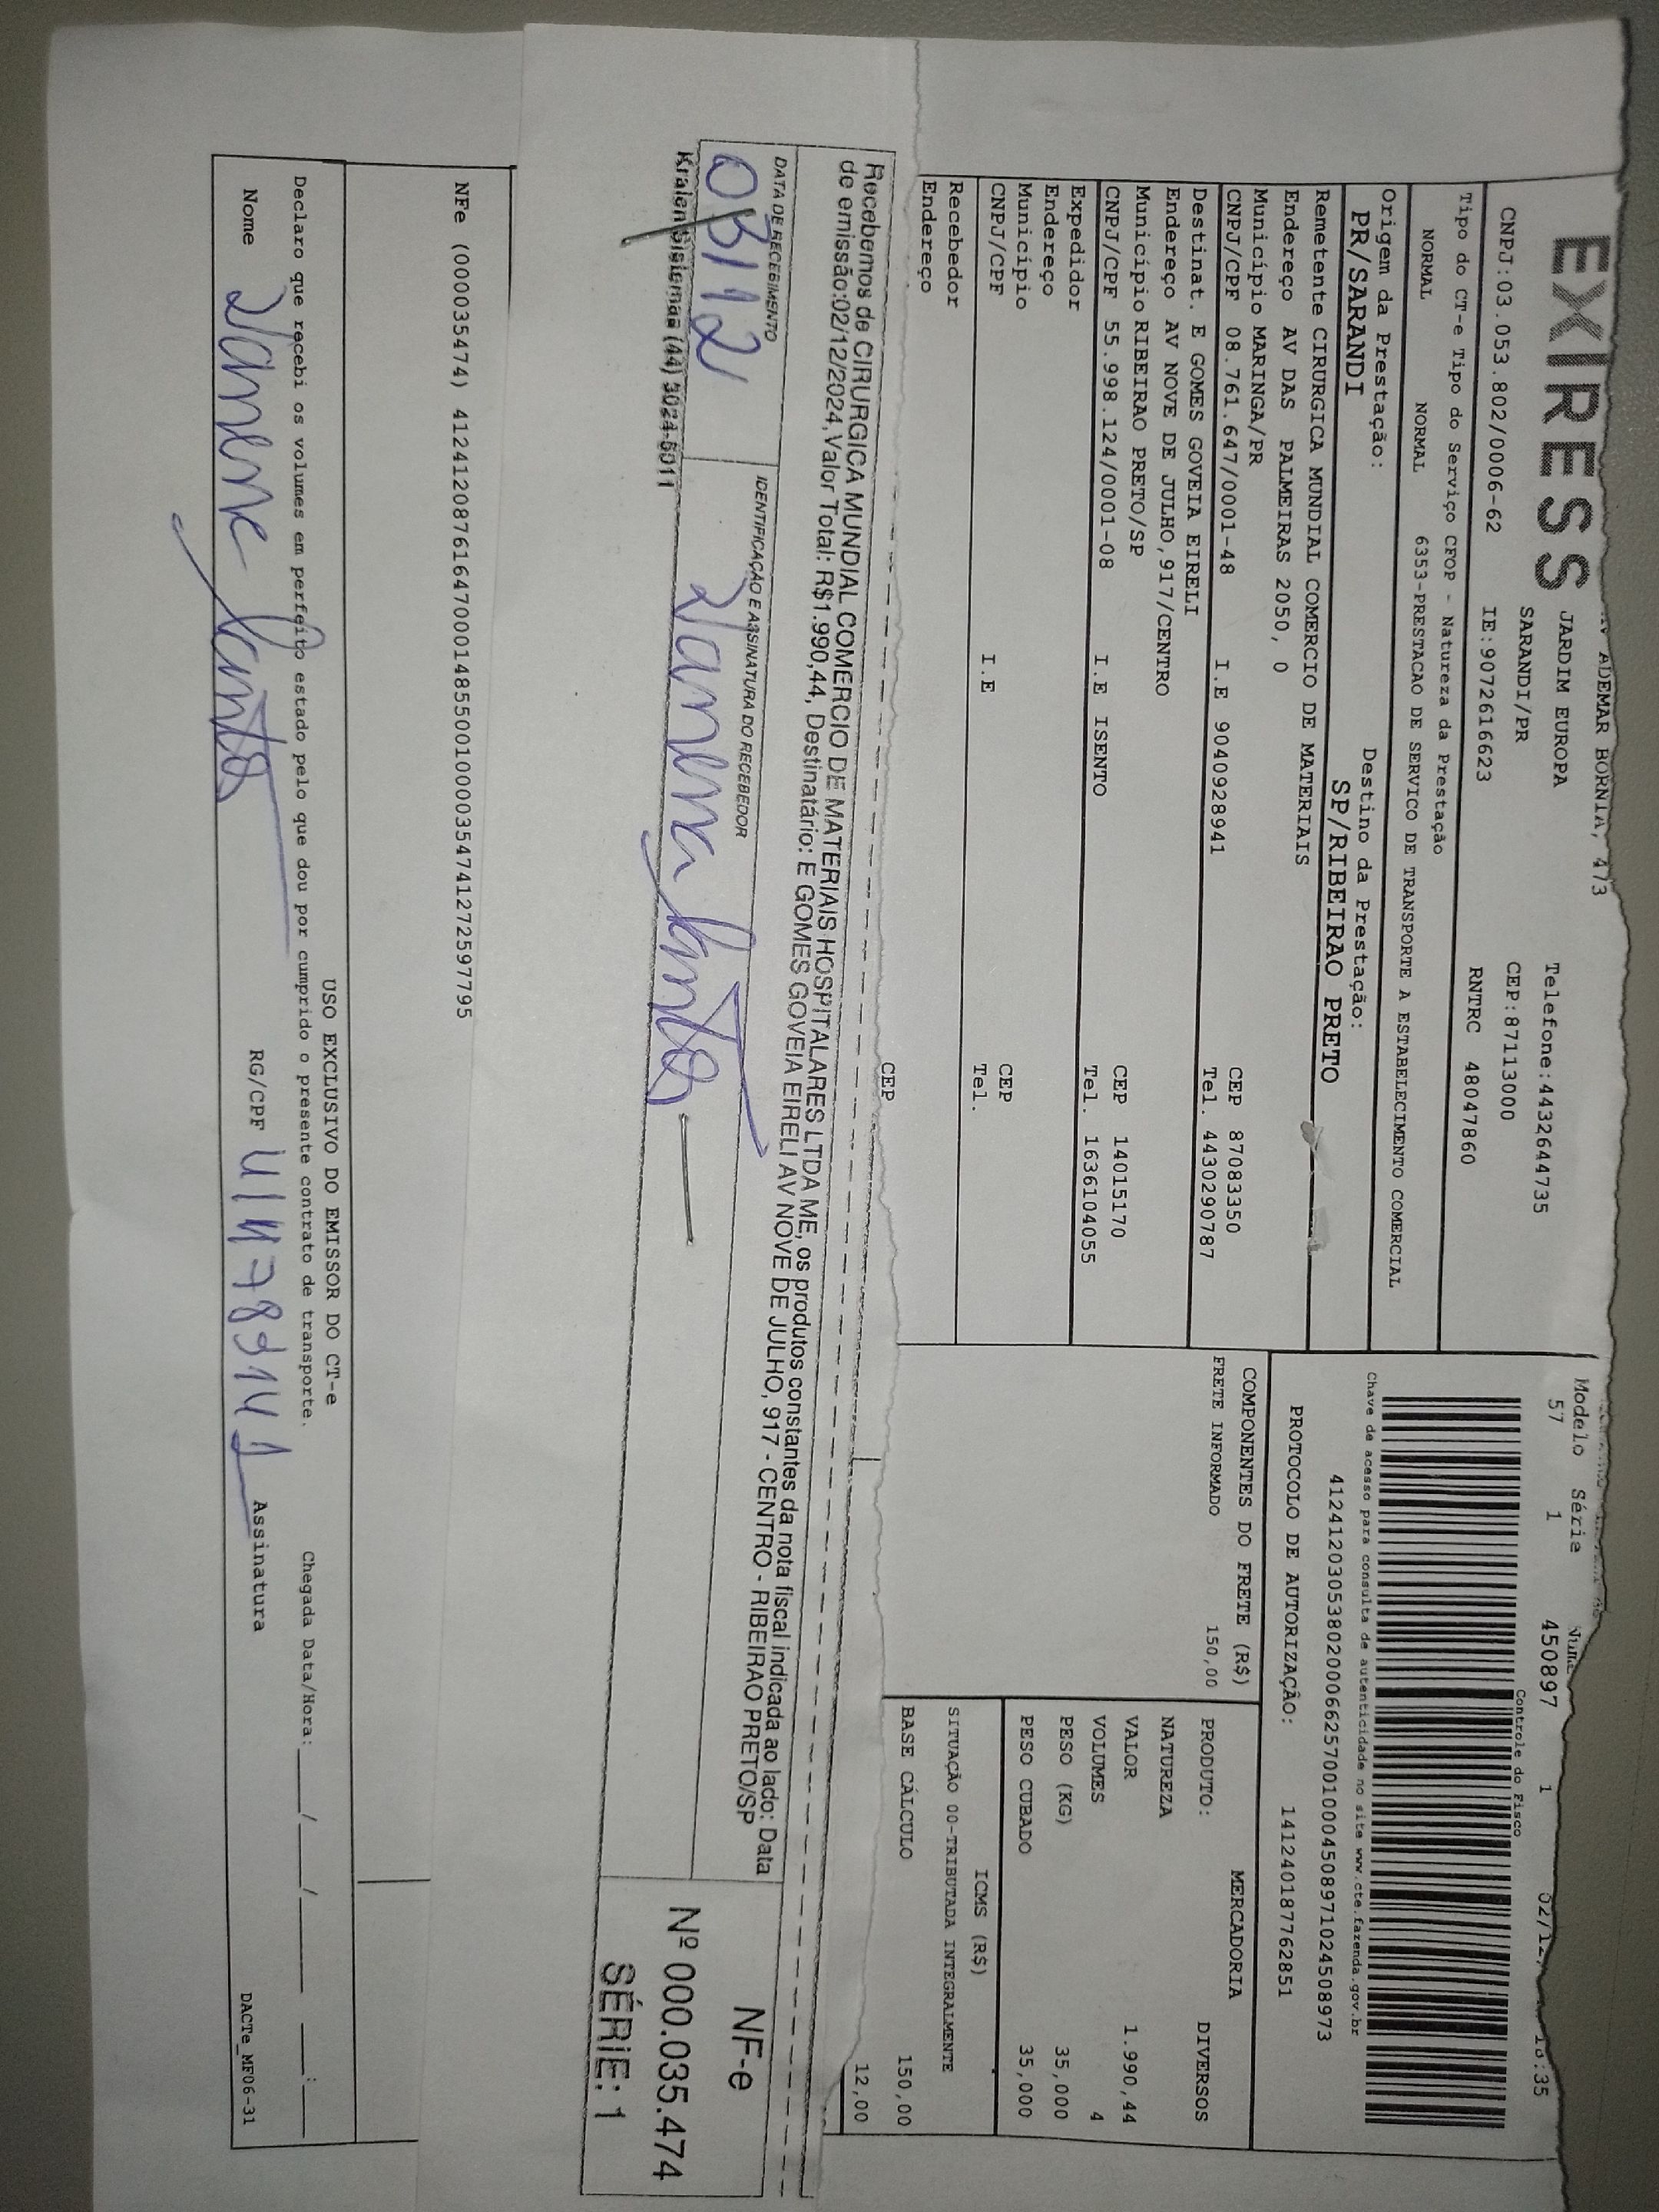 EXPRESS
ADEMAR BORNIA, 473
JARDIM EUROPA
Telefone:4432644735
SARANDI/PR
CEP:87113000
CNPJ:03.053.802/0006-62
IE:9072616623
RNTRC 48047860
Tipo do CT-e Tipo do Serviço CFOP - Natureza da Prestação
NORMAL NORMAL 6353-PRESTACAO DE SERVICO DE TRANSPORTE A ESTABELECIMENTO COMERCIAL
Origem da Prestação: Destino da Prestação:
PR/SARANDI SP/RIBEIRAO PRETO
Remetente CIRURGICA MUNDIAL COMERCIO DE MATERIAIS
Endereço AV DAS PALMEIRAS 2050, 0
Município MARINGA/PR CEP 87083350
CNPJ/CPF 08.761.647/0001-48 I.E 9040928941 Tel. 4430290787
Destinat. E GOMES GOVEIA EIRELI
Endereço AV NOVE DE JULHO,917/CENTRO
Município RIBEIRAO PRETO/SP CEP 14015170
CNPJ/CPF 55.998.124/0001-08 I.E ISENTO Tel. 1636104055
Expedidor
Endereço
Município CEP
CNPJ/CPF I.E Tel.
Recebedor
Endereço
CEP
Modelo Série
57 1 450897 1
Controle do Fisco
Chave de acesso para consulta de autenticidade no site www.cte.fazenda.gov.br
41241203053802000662570010004508971024508973
PROTOCOLO DE AUTORIZAÇÃO: 141240187762851
COMPONENTES DO FRETE (R$)
FRETE INFORMADO 150,00
MERCADORIA
PRODUTO: DIVERSOS
NATUREZA
VALOR 1.990,44
VOLUMES 4
PESO (KG) 35,000
PESO CUBADO 35,000
ICMS (R$)
SITUAÇÃO 00-TRIBUTADA INTEGRALMENTE
BASE CÁLCULO 150,00
12,00
Recebemos de CIRURGICA MUNDIAL COMERCIO DE MATERIAIS HOSPITALARES LTDA ME, os produtos constantes da nota fiscal indicada ao lado: Data
de emissão:02/12/2024,Valor Total: R$1.990,44, Destinatário: E GOMES GOVEIA EIRELI AV NOVE DE JULHO, 917 - CENTRO - RIBEIRAO PRETO/SP
DATA DE RECEBIMENTO
IDENTIFICAÇÃO E ASSINATURA DO RECEBEDOR
NF-e
Nº 000.035.474
SÉRIE: 1
Kraien Sistemas (44) 3024-5011
NFe (000035474) 41241208761647000148550010000354741272597795
USO EXCLUSIVO DO EMISSOR DO CT-e
Declaro que recebi os volumes em perfeito estado pelo que dou por cumprido o presente contrato de transporte. Chegada Data/Hora:___/___/_____ ___:___
Nome RG/CPF Assinatura
DACTe_MF06-31